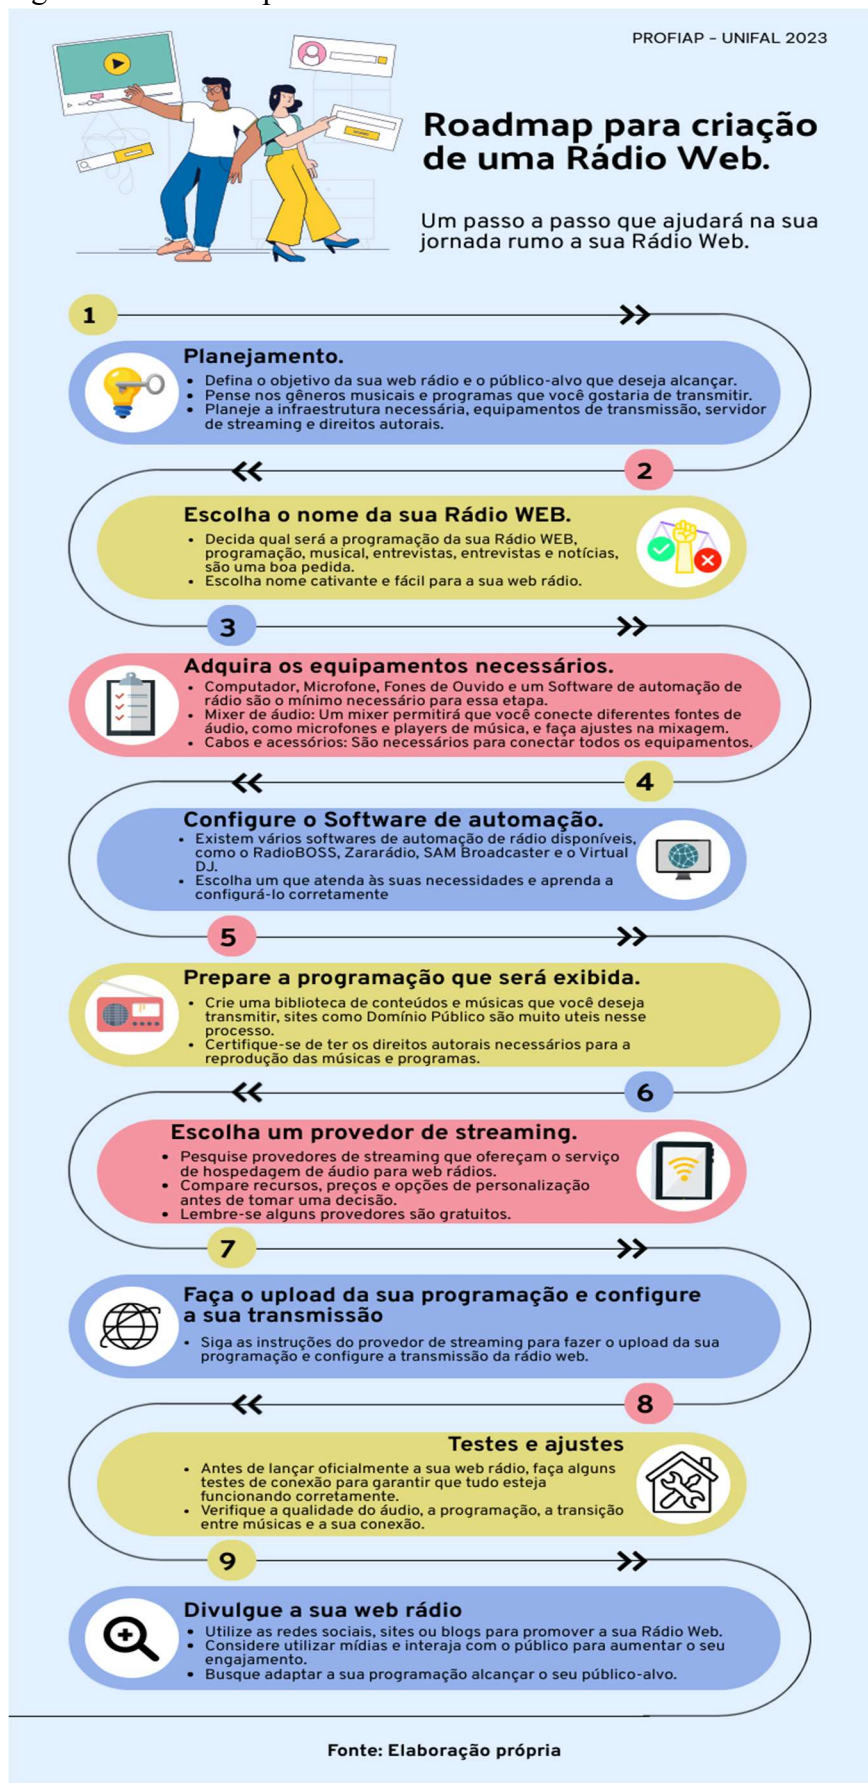 PROFIAP – UNIFAL 2023
Roadmap para criação
de uma Rádio Web.
Um passo a passo que ajudará na sua
jornada rumo a sua Rádio Web.
1
Planejamento.
• Defina o objetivo da sua web rádio e o público-alvo que deseja alcançar.
• Pense nos gêneros musicais e programas que você gostaria de transmitir.
• Planeje a infraestrutura necessária, equipamentos de transmissão, servidor
de streaming e direitos autorais.
2
Escolha o nome da sua Rádio WEB.
• Decida qual será a programação da sua Rádio WEB,
programação, musical, entrevistas, entrevistas e notícias,
são uma boa pedida.
• Escolha nome cativante e fácil para a sua web rádio.
3
Adquira os equipamentos necessários.
• Computador, Microfone, Fones de Ouvido e um Software de automação de
rádio são o mínimo necessário para essa etapa.
• Mixer de áudio: Um mixer permitirá que você conecte diferentes fontes de
áudio, como microfones e players de música, e faça ajustes na mixagem.
• Cabos e acessórios: São necessários para conectar todos os equipamentos.
4
Configure o Software de automação.
• Existem vários softwares de automação de rádio disponíveis,
como o RadioBOSS, Zararádio, SAM Broadcaster e o Virtual
DJ.
• Escolha um que atenda às suas necessidades e aprenda a
configurá-lo corretamente
5
Prepare a programação que será exibida.
• Crie uma biblioteca de conteúdos e músicas que você deseja
transmitir, sites como Domínio Público são muito uteis nesse
processo.
• Certifique-se de ter os direitos autorais necessários para a
reprodução das músicas e programas.
6
Escolha um provedor de streaming.
• Pesquise provedores de streaming que ofereçam o serviço
de hospedagem de áudio para web rádios.
• Compare recursos, preços e opções de personalização
antes de tomar uma decisão.
• Lembre-se alguns provedores são gratuitos.
7
Faça o upload da sua programação e configure
a sua transmissão
• Siga as instruções do provedor de streaming para fazer o upload da sua
programação e configure a transmissão da rádio web.
8
Testes e ajustes
• Antes de lançar oficialmente a sua web rádio, faça alguns
testes de conexão para garantir que tudo esteja
funcionando corretamente.
• Verifique a qualidade do áudio, a programação, a transição
entre músicas e a sua conexão.
9
Divulgue a sua web rádio
• Utilize as redes sociais, sites ou blogs para promover a sua Rádio Web.
• Considere utilizar mídias e interaja com o público para aumentar o seu
engajamento.
• Busque adaptar a sua programação alcançar o seu público-alvo.
Fonte: Elaboração própria